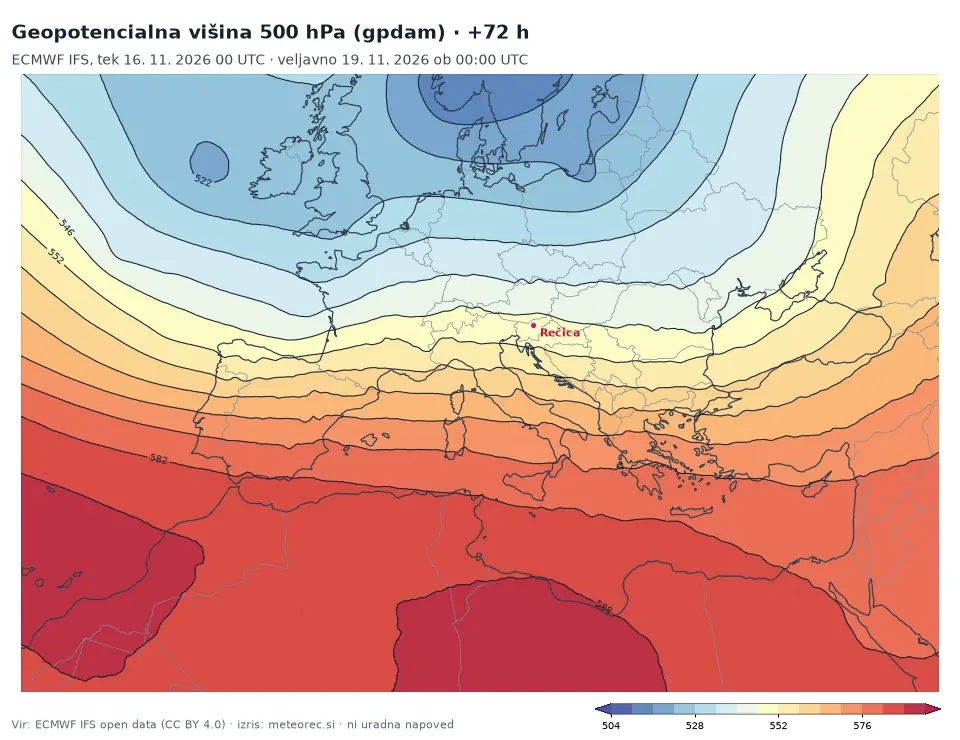 Geopotencialna višina 500 hPa (gpdam) · +72 h
ECMWF IFS, tek 16. 11. 2026 00 UTC · veljavno 19. 11. 2026 ob 00:00 UTC
522
546
552
Rečica
582
588
504 528 552 576
Vir: ECMWF IFS open data (CC BY 4.0) · izris: meteorec.si · ni uradna napoved